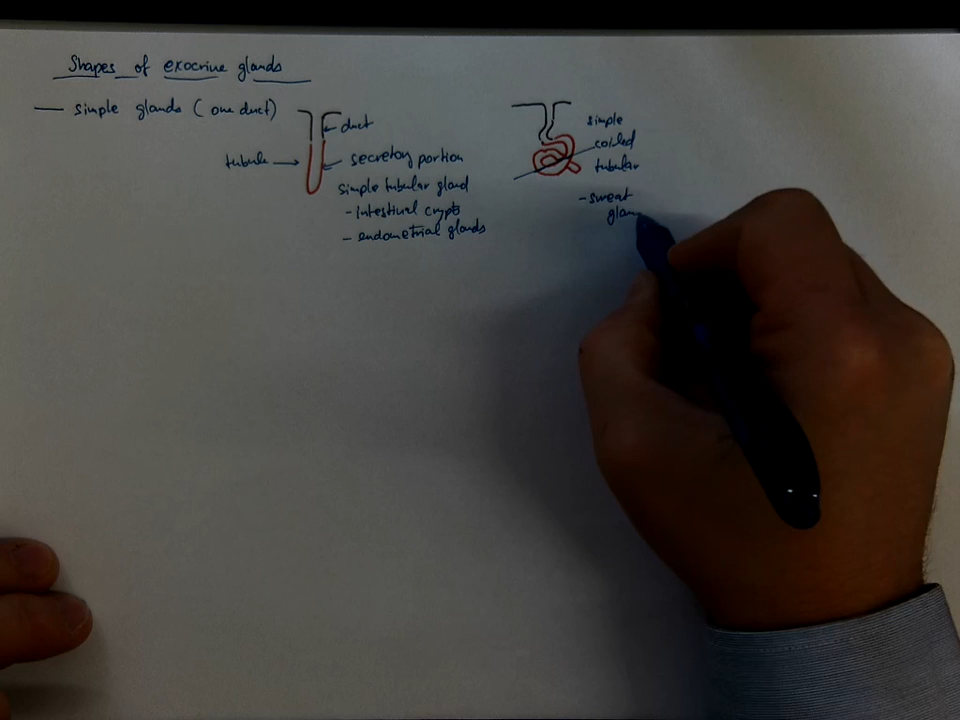 Shapes of exocrine glands
— simple glands (one duct)
duct
tubule → ← secretory portion
simple tubular gland
- intestinal crypts
- endometrial glands
simple
coiled
tubular
- sweat
glan